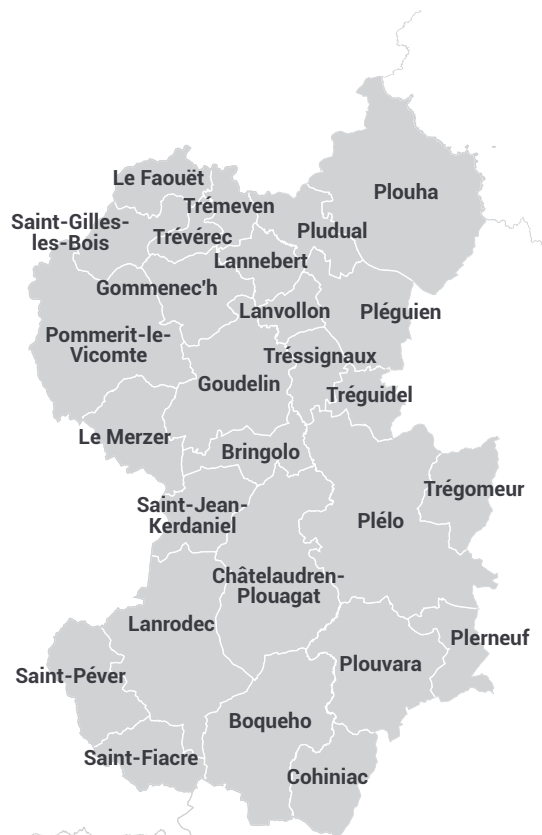 Le Faouët
Plouha
Trémeven
Saint-Gilles-
les-Bois
Trévérec
Pludual
Lannebert
Gommenec'h
Lanvollon
Pléguien
Pommerit-le-
Vicomte
Tréssignaux
Goudelin
Tréguidel
Le Merzer
Bringolo
Trégomeur
Saint-Jean-
Kerdaniel
Plélo
Châtelaudren-
Plouagat
Lanrodec
Plerneuf
Plouvara
Saint-Péver
Boqueho
Saint-Fiacre
Cohiniac